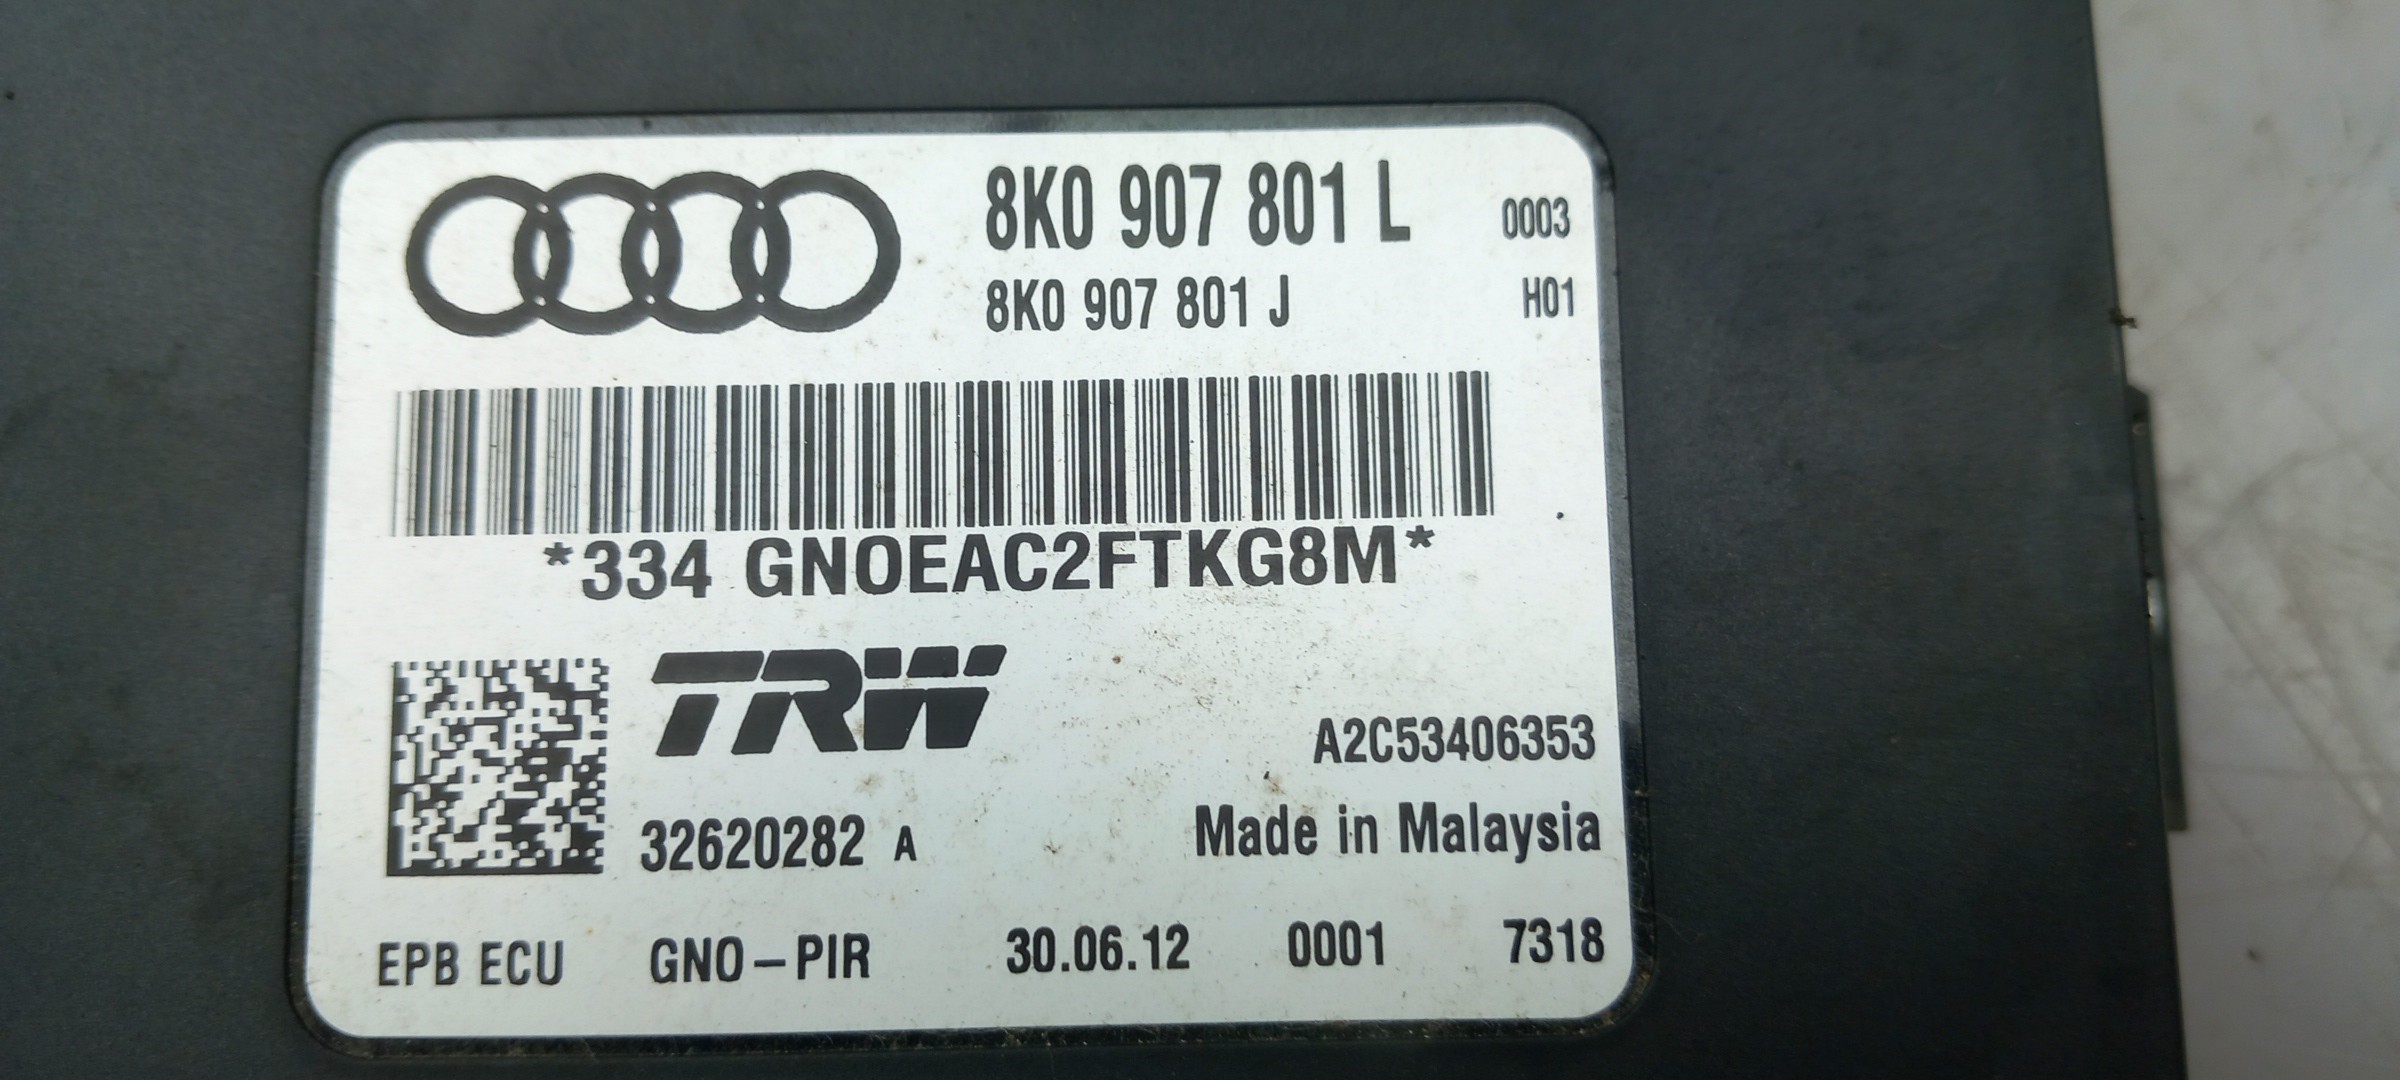 8K0 907 801 L 0003
8K0 907 801 J H01
*334 GNOEAC2FTKG8M*
TRW
A2C53406353
32620282 A Made in Malaysia
EPB ECU GNO-PIR 30.06.12 0001 7318